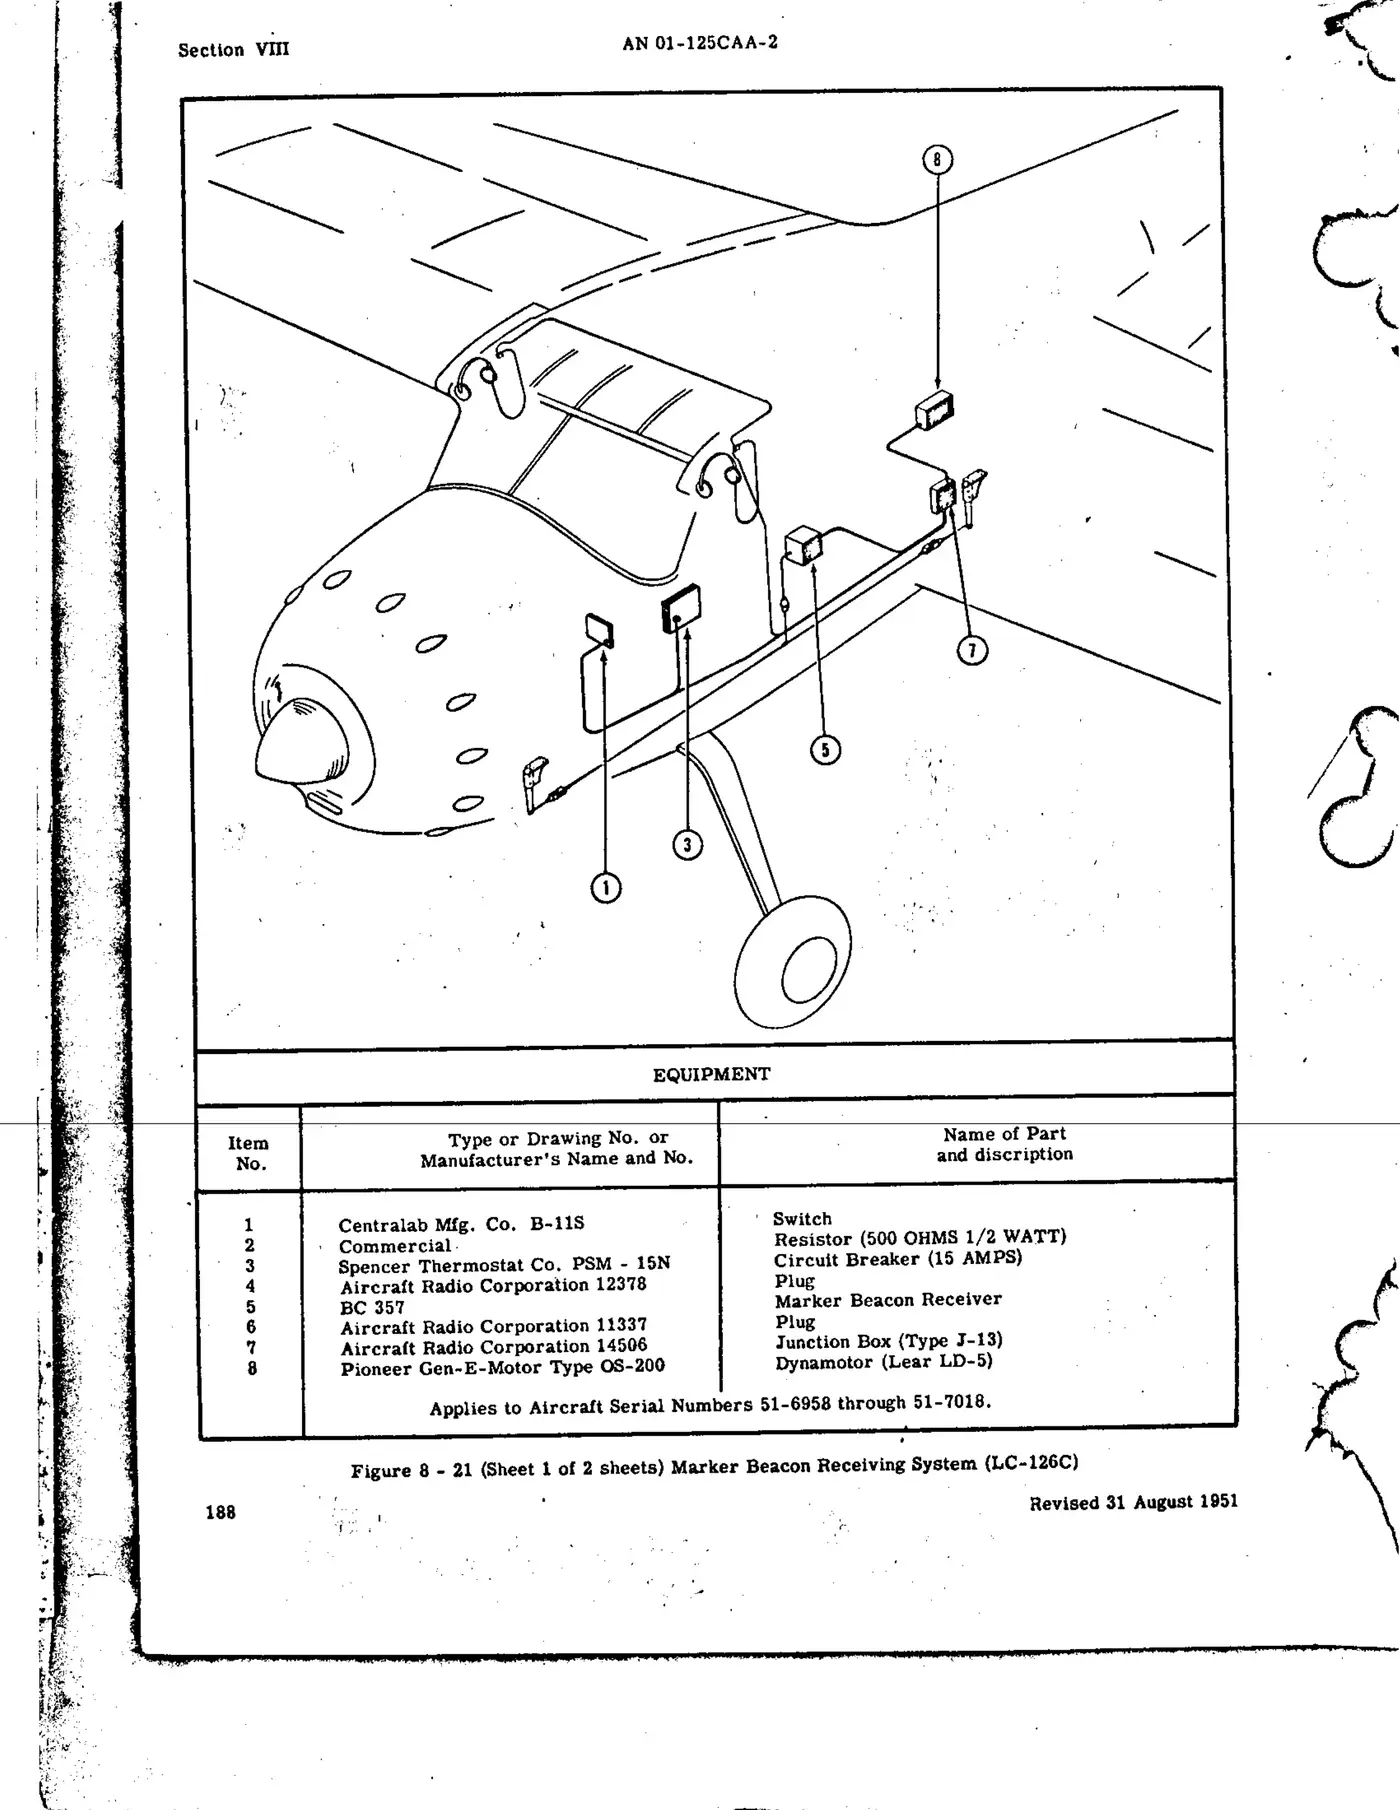 Section VIII
AN 01-125CAA-2
8
7
5
3
1
EQUIPMENT
Item No.
Type or Drawing No. or Manufacturer's Name and No.
Name of Part and discription
1 Centralab Mfg. Co. B-11S Switch
2 Commercial Resistor (500 OHMS 1/2 WATT)
3 Spencer Thermostat Co. PSM - 15N Circuit Breaker (15 AMPS)
4 Aircraft Radio Corporation 12378 Plug
5 BC 357 Marker Beacon Receiver
6 Aircraft Radio Corporation 11337 Plug
7 Aircraft Radio Corporation 14506 Junction Box (Type J-13)
8 Pioneer Gen-E-Motor Type OS-200 Dynamotor (Lear LD-5)
Applies to Aircraft Serial Numbers 51-6958 through 51-7018.
Figure 8 - 21 (Sheet 1 of 2 sheets) Marker Beacon Receiving System (LC-126C)
188
Revised 31 August 1951